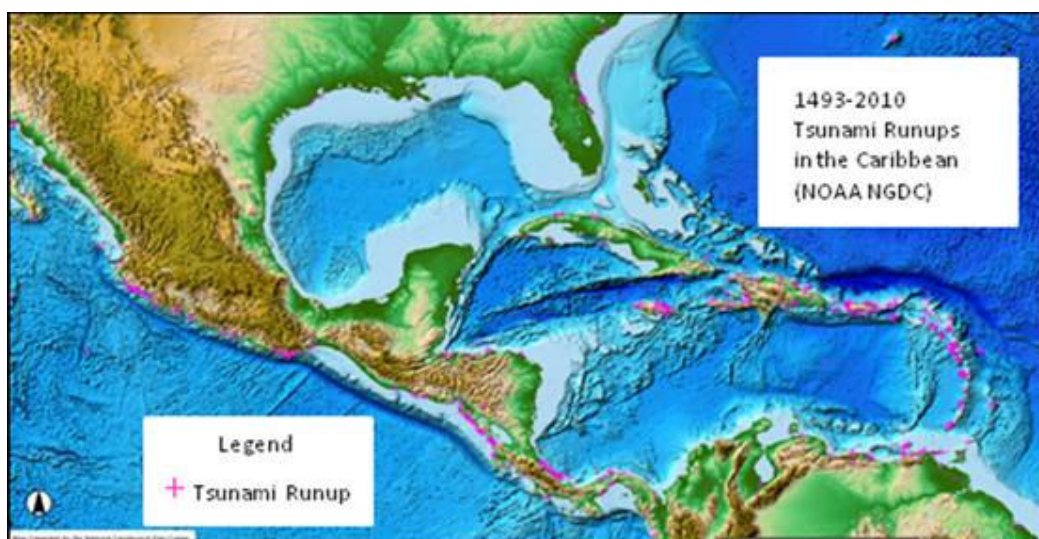 1493-2010
Tsunami Runups
in the Caribbean
(NOAA NGDC)
Legend
Tsunami Runup